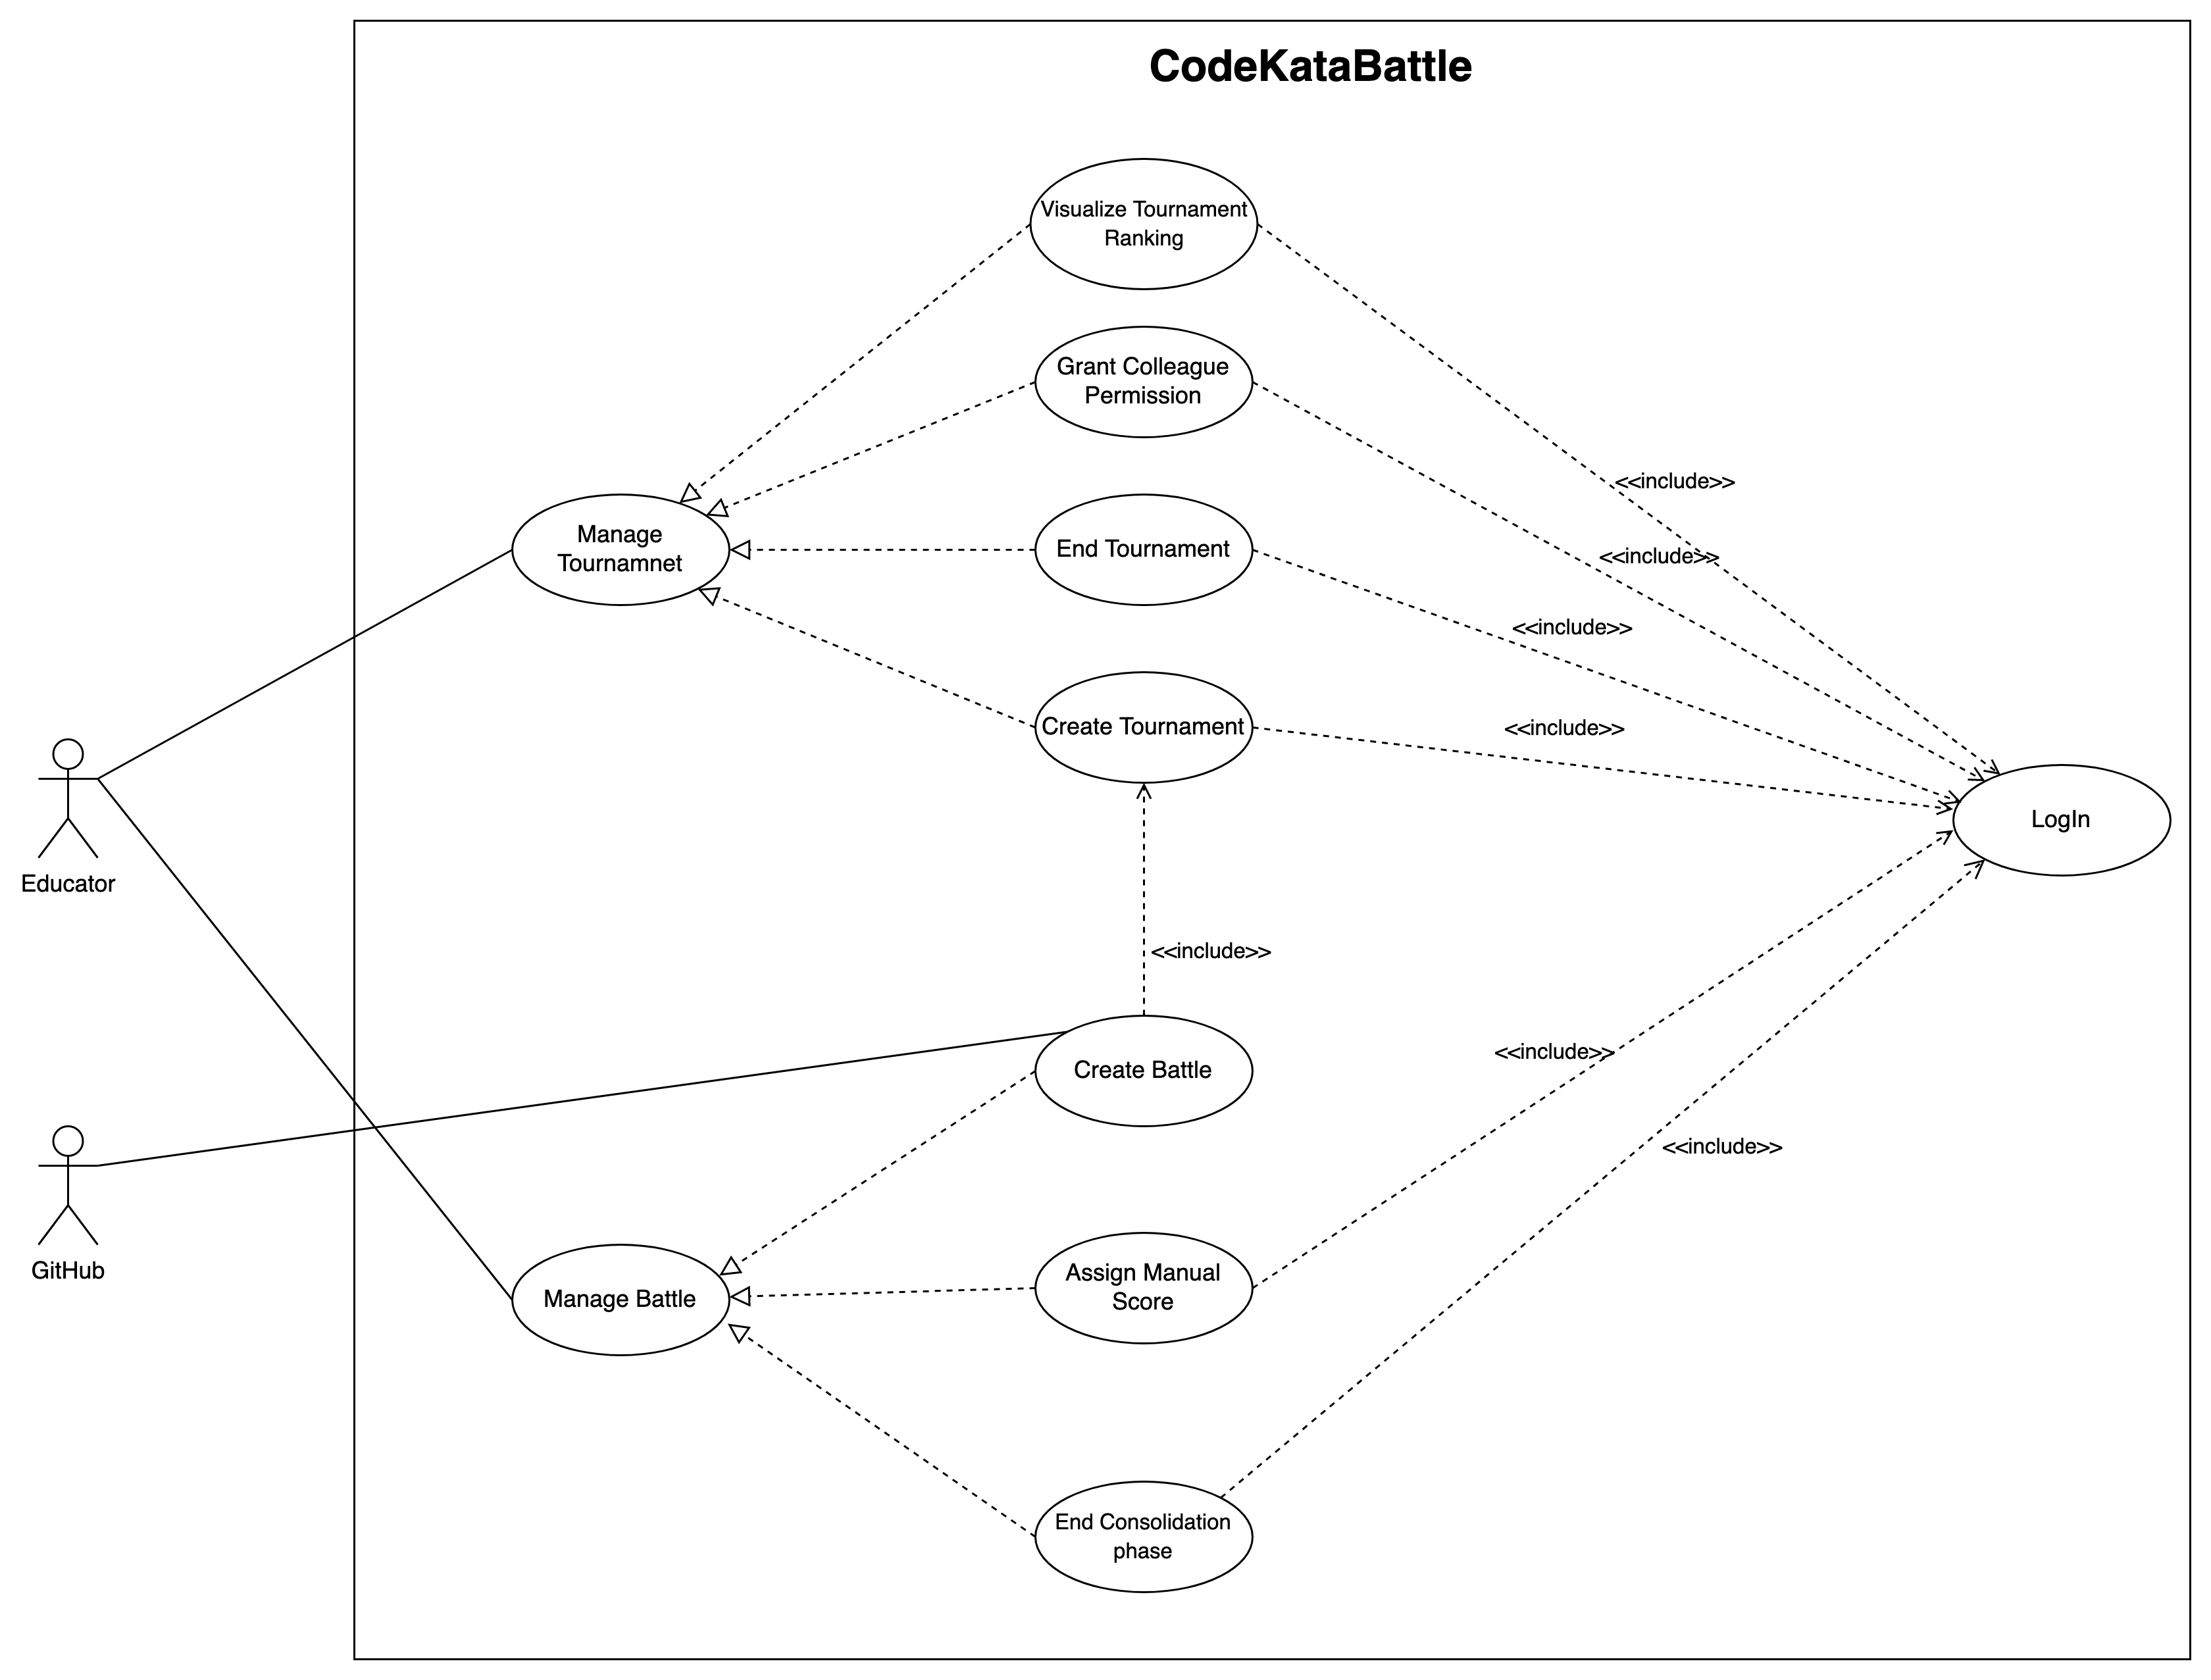 CodeKataBattle
Visualize Tournament
Ranking
Grant Colleague
Permission
<<include>>
Manage
Tournamnet
End Tournament
<<include>>
<<include>>
Create Tournament
<<include>>
LogIn
Educator
<<include>>
Create Battle
<<include>>
<<include>>
GitHub
Manage Battle
Assign Manual
Score
End Consolidation
phase